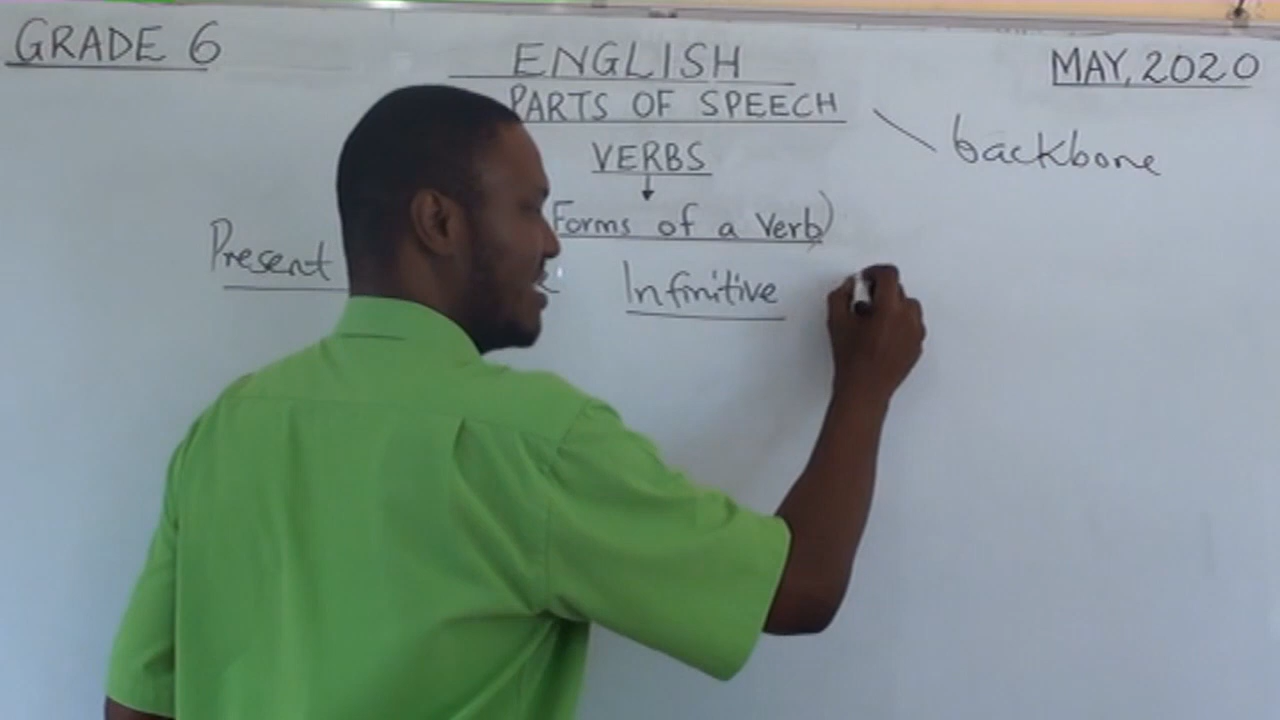 GRADE 6
ENGLISH
MAY, 2020
PARTS OF SPEECH
backbone
VERBS
Forms of a Verb)
Present
Infinitive